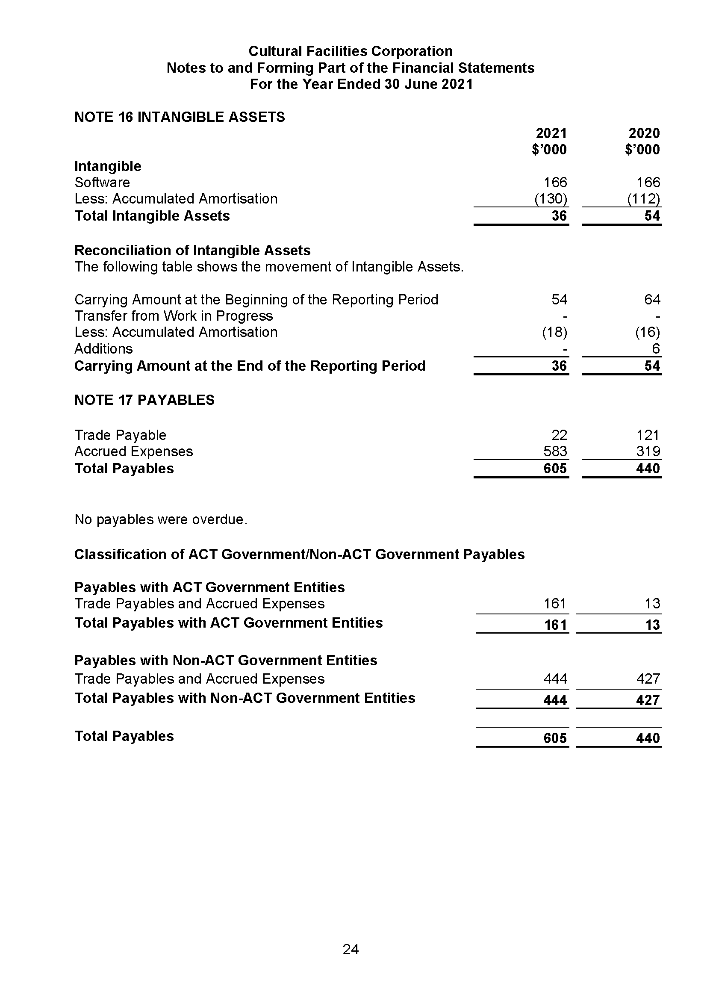 Cultural Facilities Corporation
Notes to and Forming Part of the Financial Statements
For the Year Ended 30 June 2021
NOTE 16 INTANGIBLE ASSETS
2021 2020
$’000 $’000
Intangible
Software 166 166
Less: Accumulated Amortisation (130) (112)
Total Intangible Assets 36 54
Reconciliation of Intangible Assets
The following table shows the movement of Intangible Assets.
Carrying Amount at the Beginning of the Reporting Period 54 64
Transfer from Work in Progress - -
Less: Accumulated Amortisation (18) (16)
Additions - 6
Carrying Amount at the End of the Reporting Period 36 54
NOTE 17 PAYABLES
Trade Payable 22 121
Accrued Expenses 583 319
Total Payables 605 440
No payables were overdue.
Classification of ACT Government/Non-ACT Government Payables
Payables with ACT Government Entities
Trade Payables and Accrued Expenses 161 13
Total Payables with ACT Government Entities 161 13
Payables with Non-ACT Government Entities
Trade Payables and Accrued Expenses 444 427
Total Payables with Non-ACT Government Entities 444 427
Total Payables 605 440
24